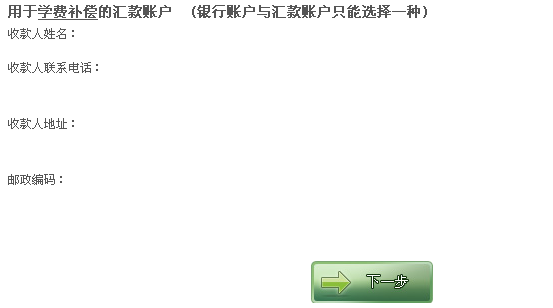 用于学费补偿的汇款账户 （银行账户与汇款账户只能选择一种）
收款人姓名：
收款人联系电话：
收款人地址：
邮政编码：
下一步